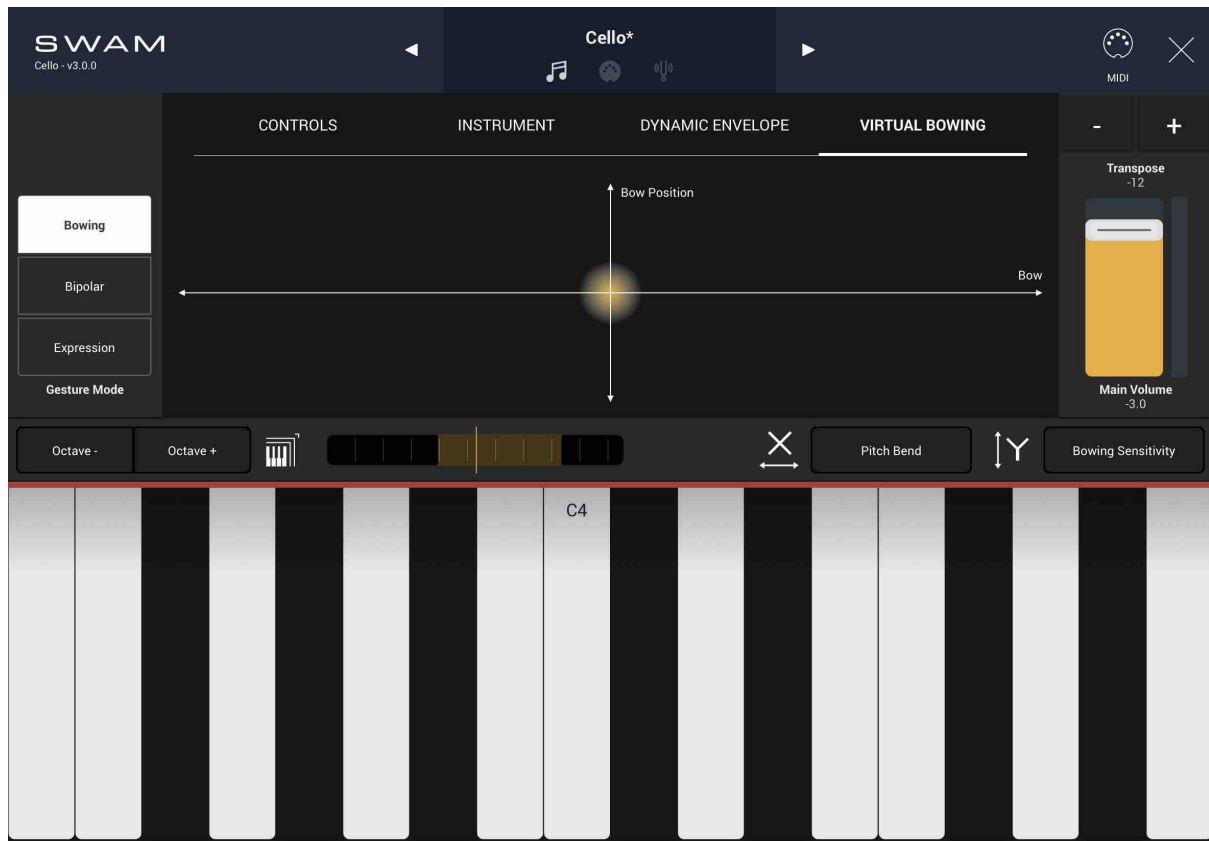 SWAM
Cello - v3.0.0
Cello*
MIDI
CONTROLS
INSTRUMENT
DYNAMIC ENVELOPE
VIRTUAL BOWING
-
+
Transpose
-12
Bow Position
Bowing
Bow
Bipolar
Expression
Gesture Mode
Main Volume
-3.0
Octave -
Octave +
X
Pitch Bend
Y
Bowing Sensitivity
C4